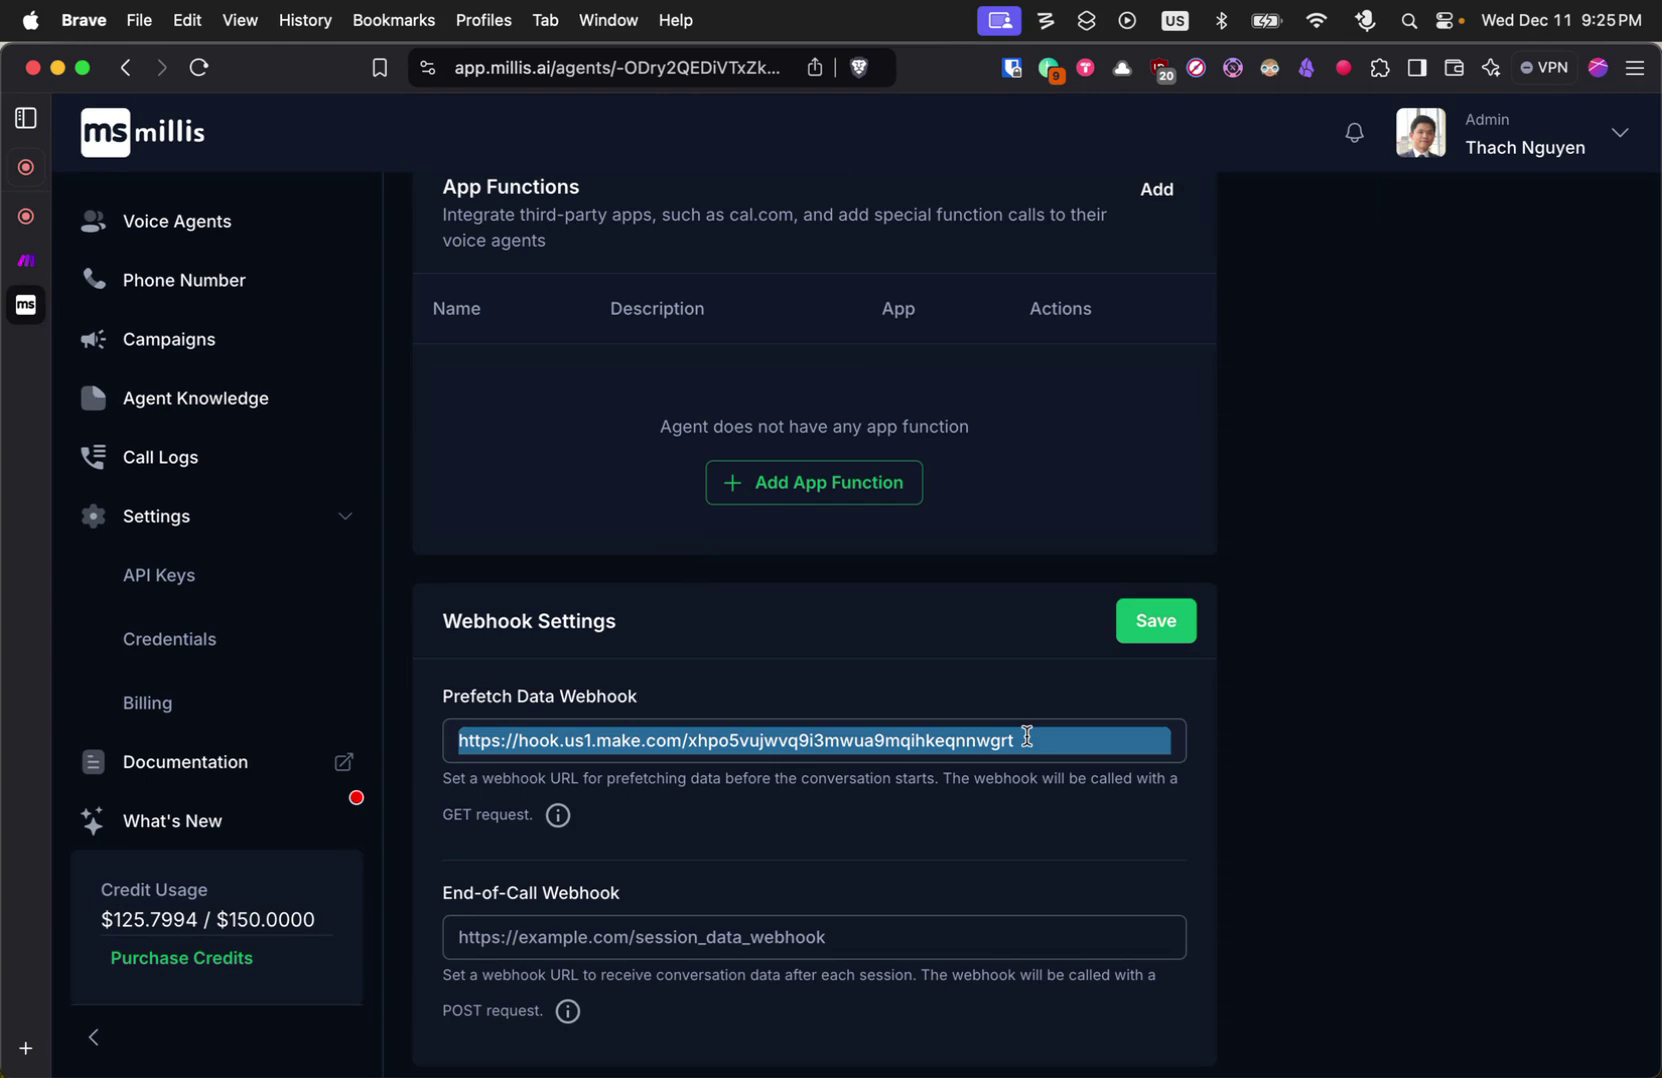 Brave File Edit View History Bookmarks Profiles Tab Window Help US Wed Dec 11 9:25 PM
app.millis.ai/agents/-ODry2QEDiVTxZk... 9 20 VPN
ms millis
Admin
Thach Nguyen
ms
Voice Agents
Phone Number
Campaigns
Agent Knowledge
Call Logs
Settings
API Keys
Credentials
Billing
Documentation
What's New
Credit Usage
$125.7994 / $150.0000
Purchase Credits
App Functions
Add
Integrate third-party apps, such as cal.com, and add special function calls to their
voice agents
Name Description App Actions
Agent does not have any app function
+ Add App Function
Webhook Settings
Save
Prefetch Data Webhook
https://hook.us1.make.com/xhpo5vujwvq9i3mwua9mqihkeqnnwgrt
Set a webhook URL for prefetching data before the conversation starts. The webhook will be called with a
GET request.
End-of-Call Webhook
https://example.com/session_data_webhook
Set a webhook URL to receive conversation data after each session. The webhook will be called with a
POST request.